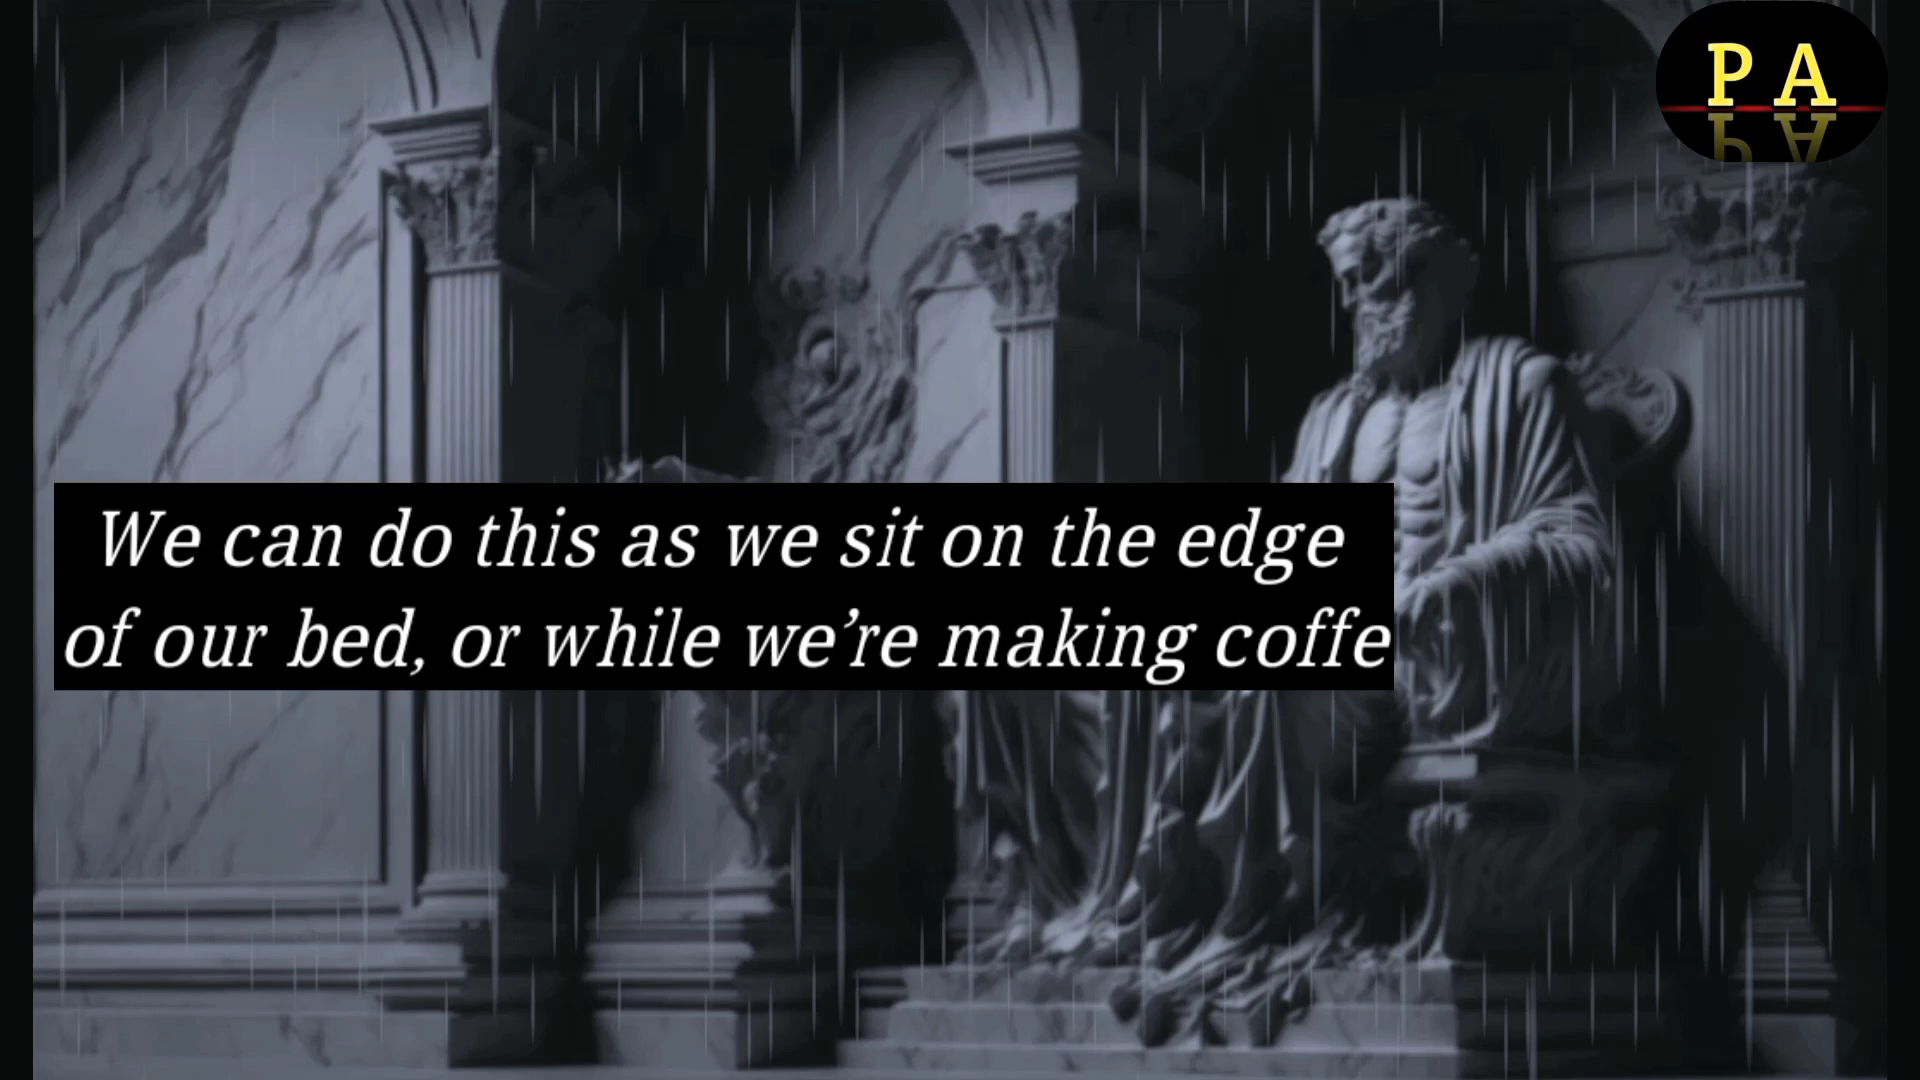 P A
We can do this as we sit on the edge
of our bed, or while we’re making coffe